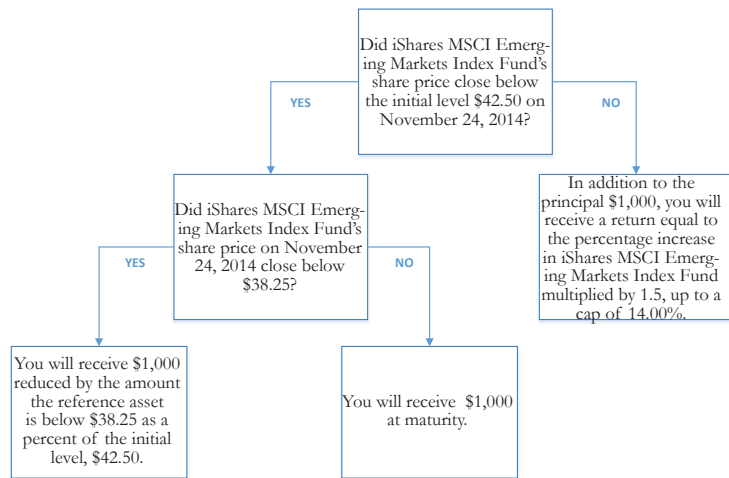 Did iShares MSCI Emerg-
ing Markets Index Fund's
share price close below
the initial level $42.50 on
November 24, 2014?
YES
NO
Did iShares MSCI Emerg-
ing Markets Index Fund's
share price on November
24, 2014 close below
$38.25?
In addition to the
principal $1,000, you will
receive a return equal to
the percentage increase
in iShares MSCI Emerg-
ing Markets Index Fund
multiplied by 1.5, up to a
cap of 14.00%.
YES
NO
You will receive $1,000
reduced by the amount
the reference asset
is below $38.25 as a
percent of the initial
level, $42.50.
You will receive $1,000
at maturity.